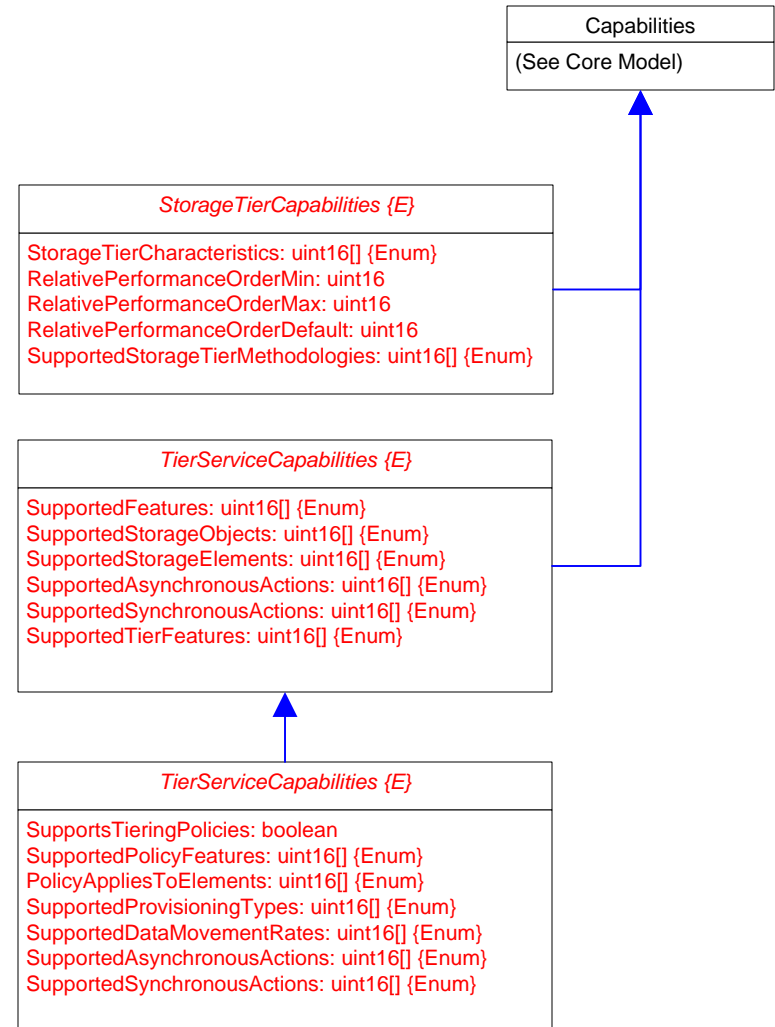 Capabilities
(See Core Model)
StorageTierCapabilities {E}
StorageTierCharacteristics: uint16[] {Enum}
RelativePerformanceOrderMin: uint16
RelativePerformanceOrderMax: uint16
RelativePerformanceOrderDefault: uint16
SupportedStorageTierMethodologies: uint16[] {Enum}
TierServiceCapabilities {E}
SupportedFeatures: uint16[] {Enum}
SupportedStorageObjects: uint16[] {Enum}
SupportedStorageElements: uint16[] {Enum}
SupportedAsynchronousActions: uint16[] {Enum}
SupportedSynchronousActions: uint16[] {Enum}
SupportedTierFeatures: uint16[] {Enum}
TierServiceCapabilities {E}
SupportsTieringPolicies: boolean
SupportedPolicyFeatures: uint16[] {Enum}
PolicyAppliesToElements: uint16[] {Enum}
SupportedProvisioningTypes: uint16[] {Enum}
SupportedDataMovementRates: uint16[] {Enum}
SupportedAsynchronousActions: uint16[] {Enum}
SupportedSynchronousActions: uint16[] {Enum}